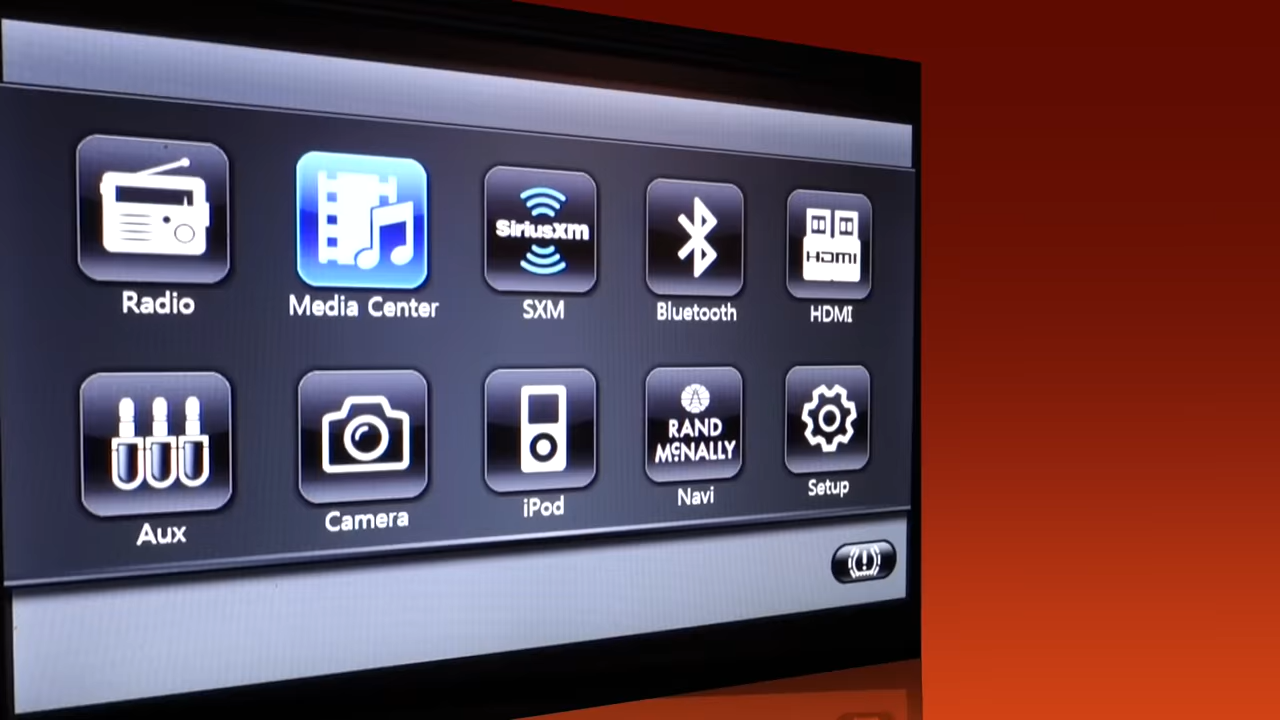 SiriusXm
HDMI
Radio
Media Center
SXM
Bluetooth
HDMI
RAND
McNALLY
Aux
Camera
iPod
Navi
Setup